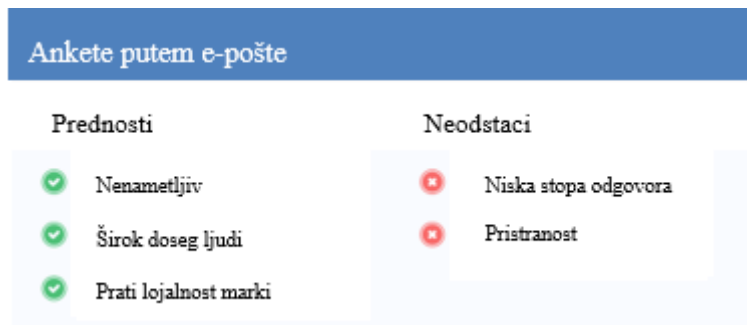 Ankete putem e-pošte
Prednosti
Neodstaci
Nenametljiv
Niska stopa odgovora
Širok doseg ljudi
Pristranost
Prati lojalnost marki